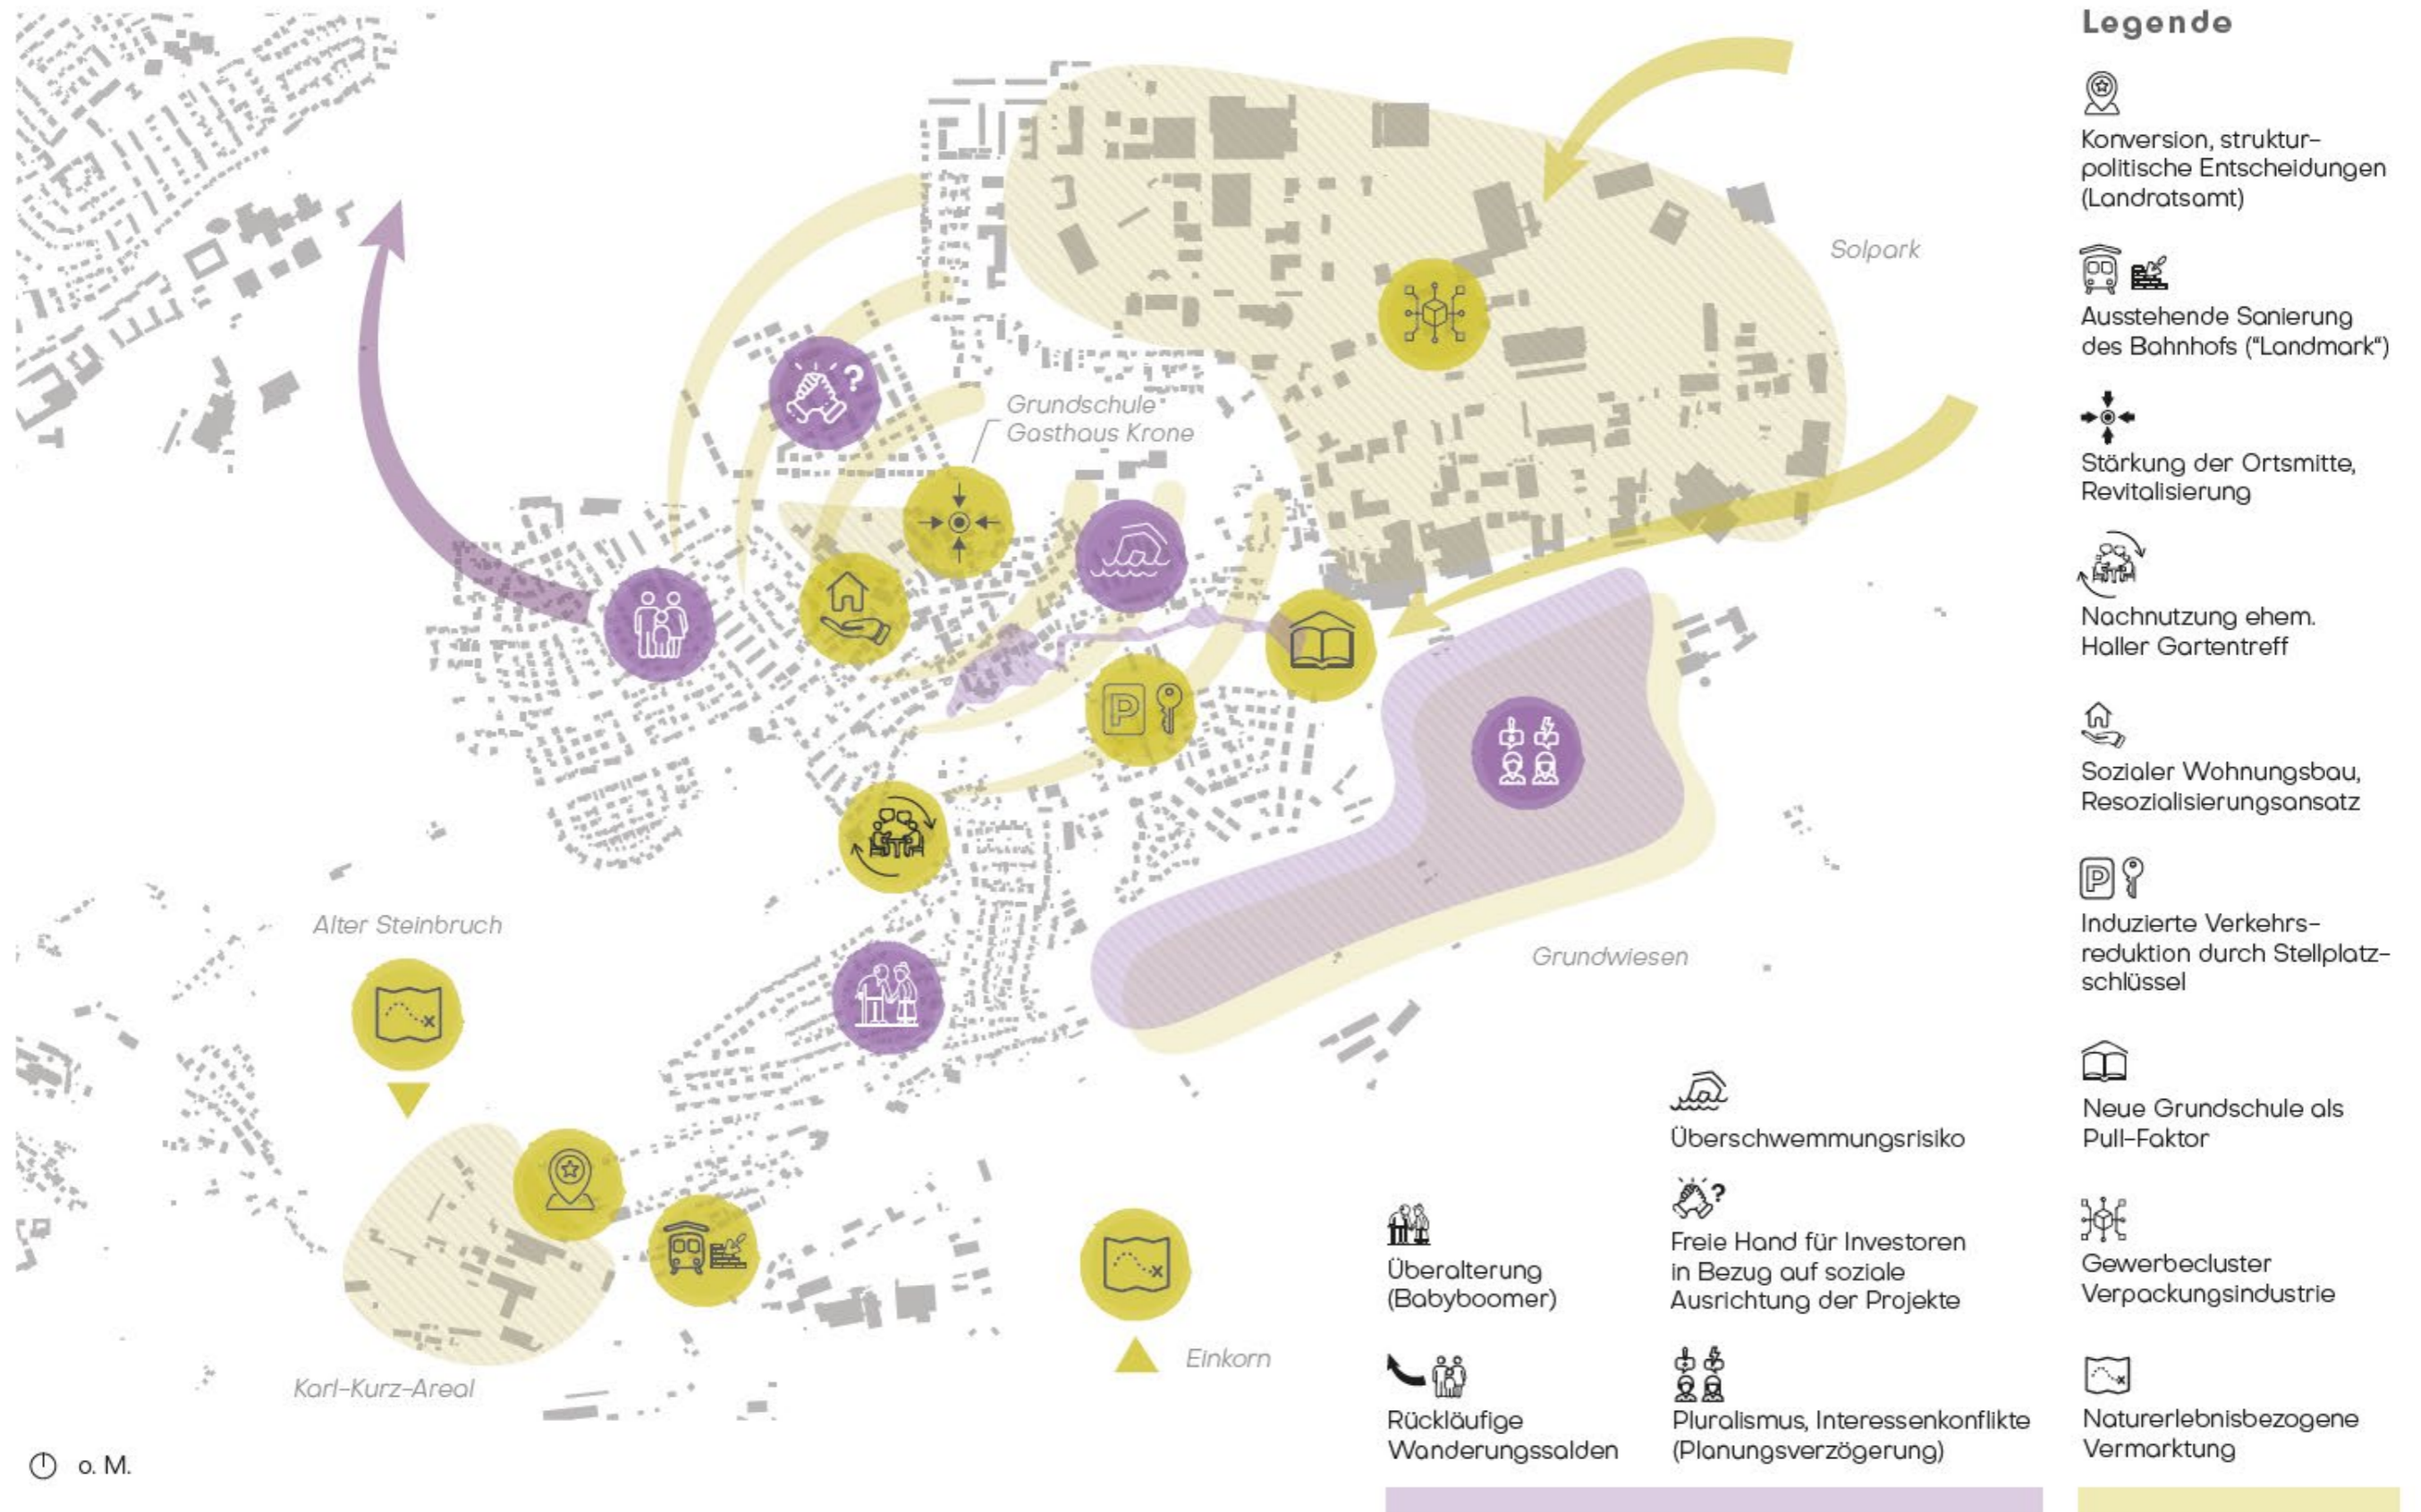 Legende
Konversion, struktur-
politische Entscheidungen
(Landratsamt)
Ausstehende Sanierung
des Bahnhofs ("Landmark")
Stärkung der Ortsmitte,
Revitalisierung
Nachnutzung ehem.
Haller Gartentreff
Sozialer Wohnungsbau,
Resozialisierungsansatz
P
Induzierte Verkehrs-
reduktion durch Stellplatz-
schlüssel
Neue Grundschule als
Pull-Faktor
Gewerbecluster
Verpackungsindustrie
Naturerlebnisbezogene
Vermarktung
Solpark
?
Grundschule
Gasthaus Krone
P
Alter Steinbruch
Grundwiesen
Karl-Kurz-Areal
Einkorn
Überalterung
(Babyboomer)
Rückläufige
Wanderungssalden
Überschwemmungsrisiko
?
Freie Hand für Investoren
in Bezug auf soziale
Ausrichtung der Projekte
Pluralismus, Interessenkonflikte
(Planungsverzögerung)
o. M.